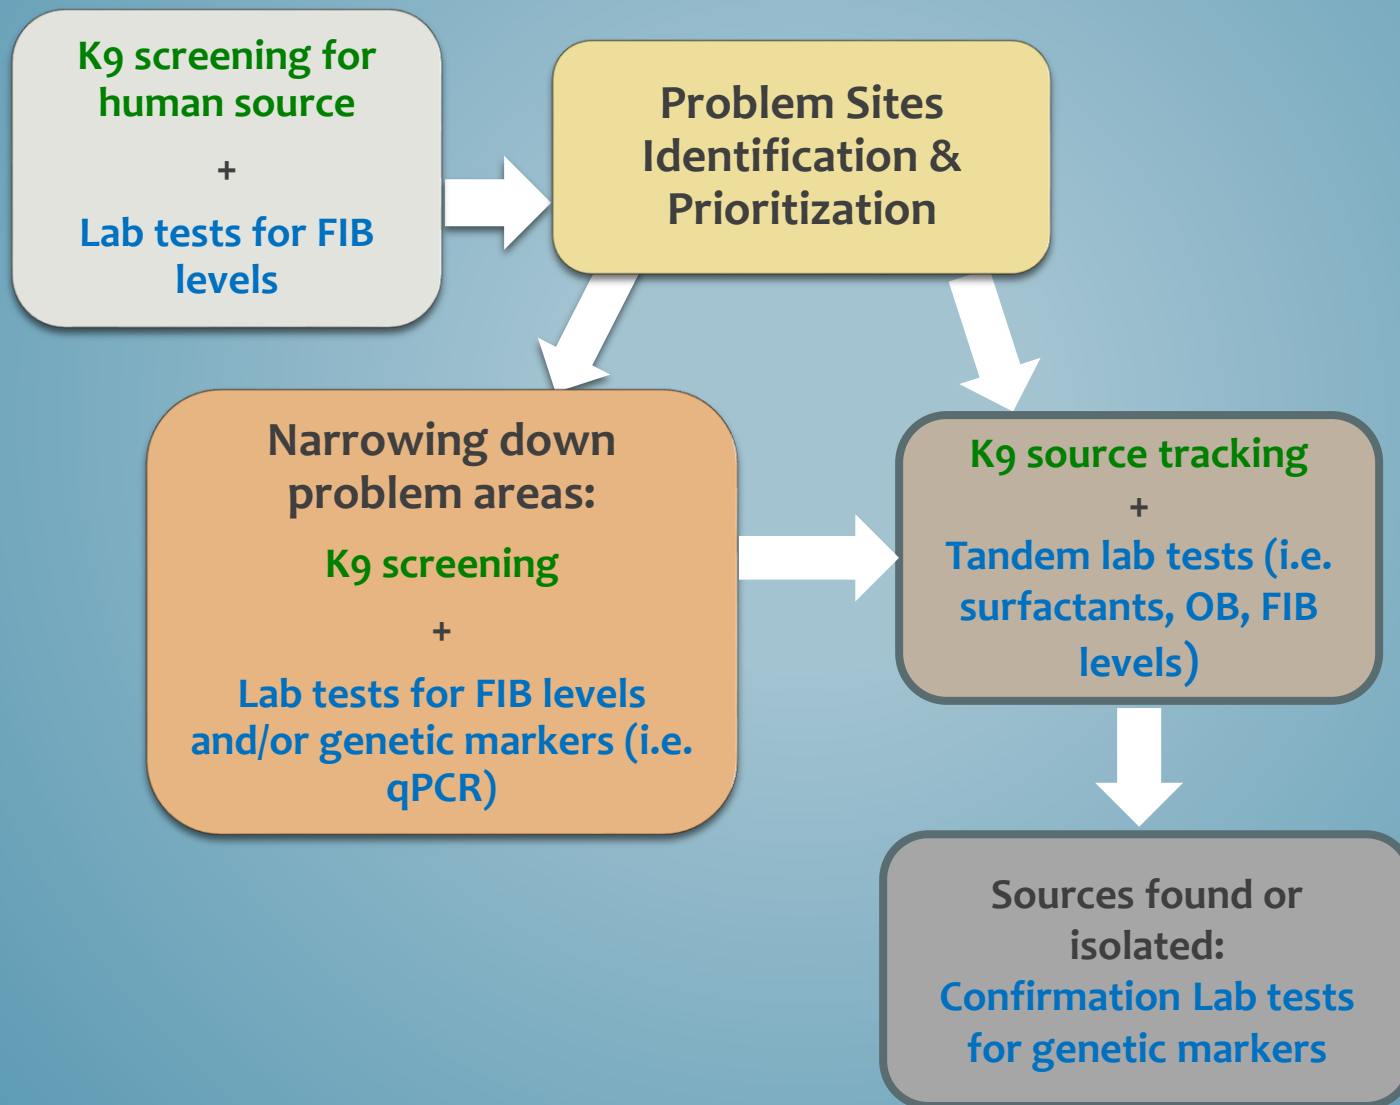 K9 screening for
human source
+
Lab tests for FIB
levels
Problem Sites
Identification &
Prioritization
Narrowing down
problem areas:
K9 screening
+
Lab tests for FIB levels
and/or genetic markers (i.e.
qPCR)
K9 source tracking
+
Tandem lab tests (i.e.
surfactants, OB, FIB
levels)
Sources found or
isolated:
Confirmation Lab tests
for genetic markers